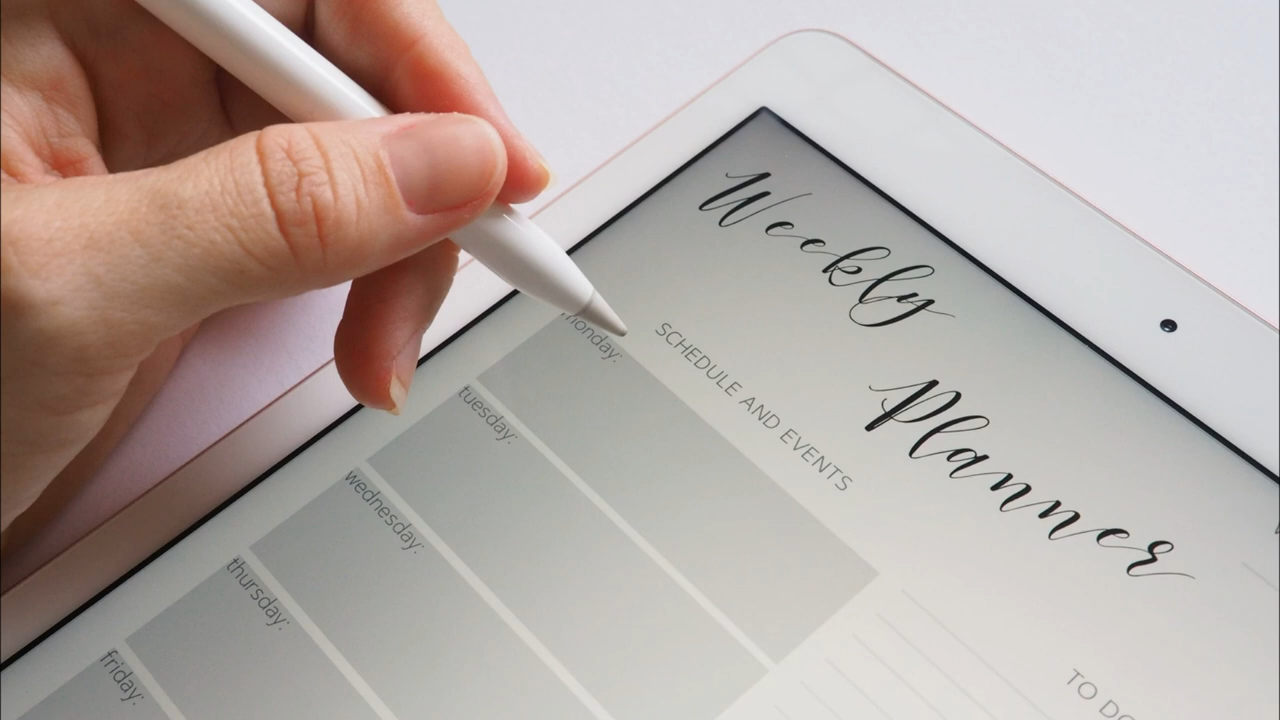 Weekly
Planner
SCHEDULE AND EVENTS
monday:
tuesday:
wednesday:
thursday:
friday:
TO DO